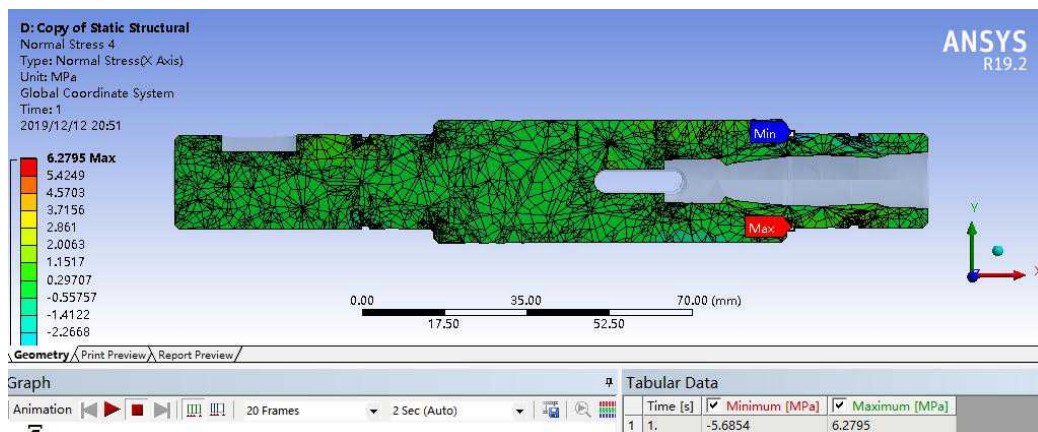 D: Copy of Static Structural
Normal Stress 4
Type: Normal Stress(X Axis)
Unit: MPa
Global Coordinate System
Time: 1
2019/12/12 20:51
ANSYS
R19.2
6.2795 Max
5.4249
4.5703
3.7156
2.861
2.0063
1.1517
0.29707
-0.55757
-1.4122
-2.2668
Min
Max
Y
X
0.00 35.00 70.00 (mm)
17.50 52.50
Geometry Print Preview Report Preview
Graph
Animation 20 Frames 2 Sec (Auto)
Tabular Data
Time [s] Minimum [MPa] Maximum [MPa]
1 1. -5.6854 6.2795